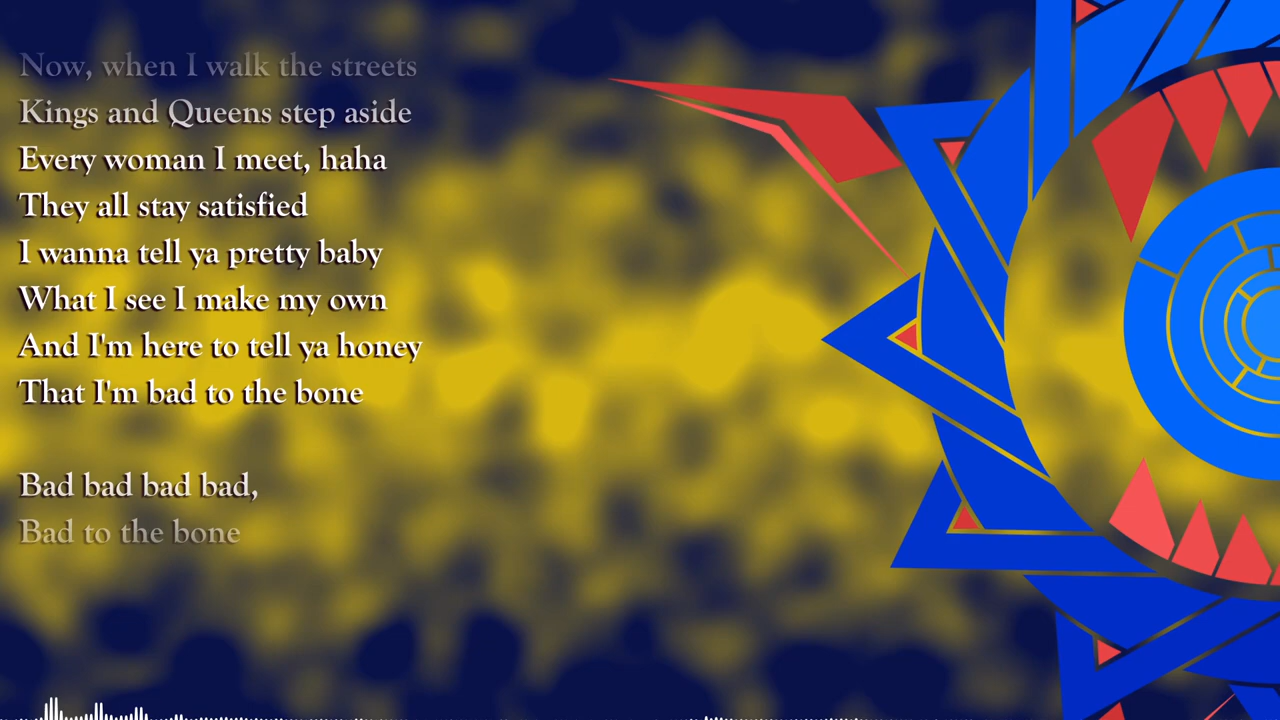 Now, when I walk the streets
Kings and Queens step aside
Every woman I meet, haha
They all stay satisfied
I wanna tell ya pretty baby
What I see I make my own
And I'm here to tell ya honey
That I'm bad to the bone
Bad bad bad bad,
Bad to the bone